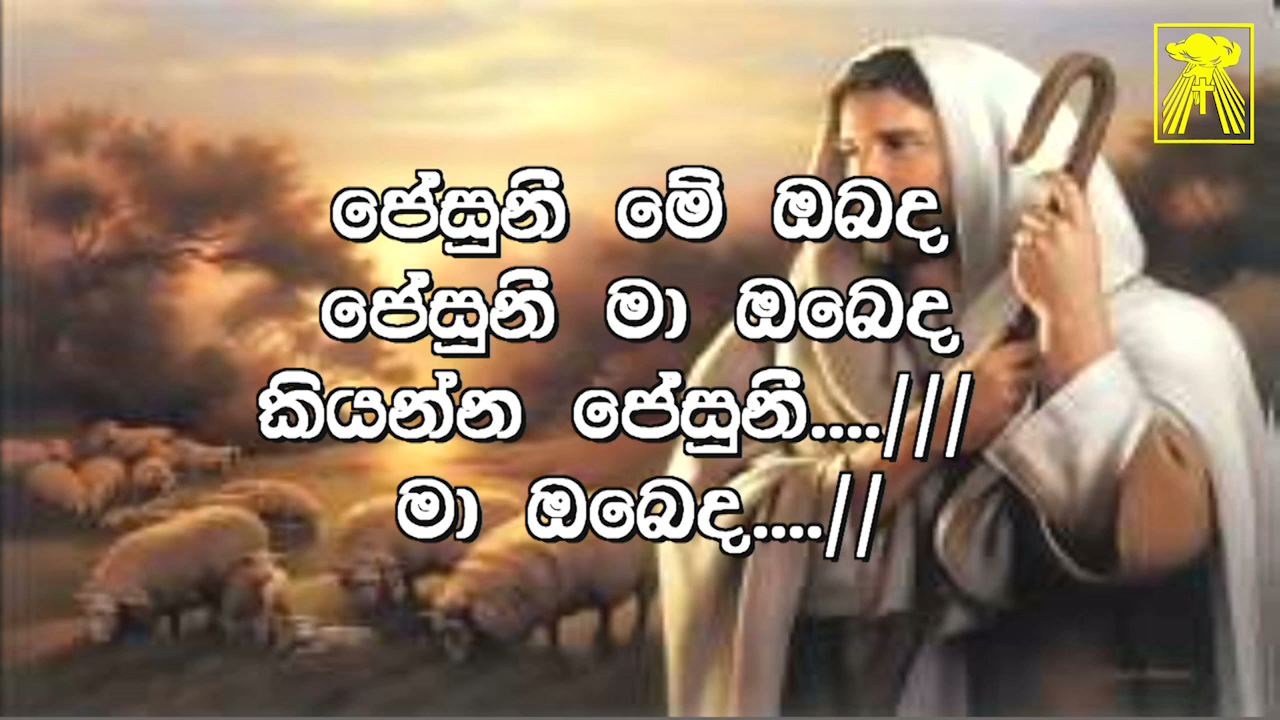 ජේසුනී මේ ඔබද
ජේසුනී මා ඔබෙද
කියන්න ජේසුනී....///
මා ඔබෙද....//